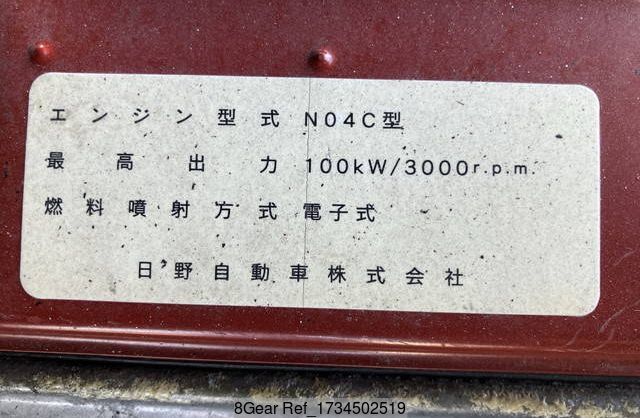 エンジン型式 N04C型
最高出力 100kW/3000r.p.m.
燃料噴射方式 電子式
日野自動車株式会社
8Gear Ref_1734502519